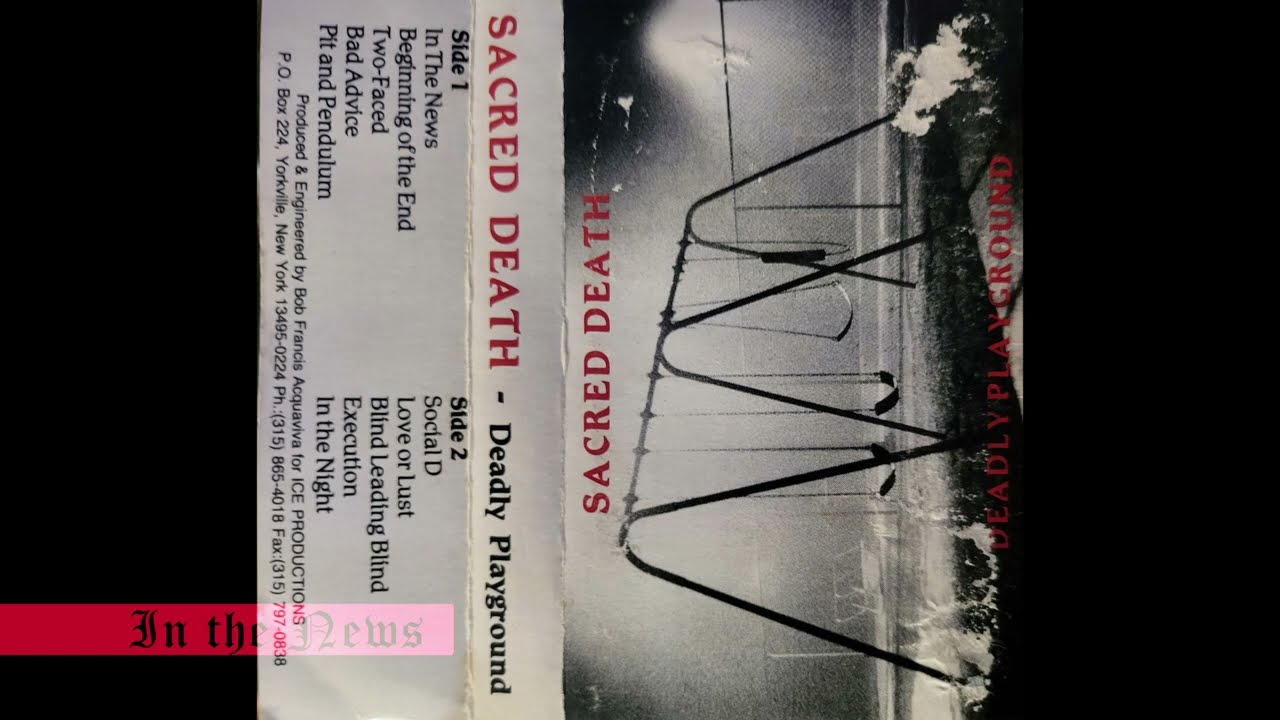 SACRED DEATH
DEADLY PLAYGROUND
SACRED DEATH - Deadly Playground
Side 1
In The News
Beginning of the End
Two-Faced
Bad Advice
Pit and Pendulum
Side 2
Social D
Love or Lust
Blind Leading Blind
Execution
In the Night
Produced & Engineered by Bob Francis Acquaviva for ICE PRODUCTIONS
P.O. Box 224, Yorkville, New York 13495-0224 Ph.:(315) 865-4018 Fax:(315) 797-0838
In the News